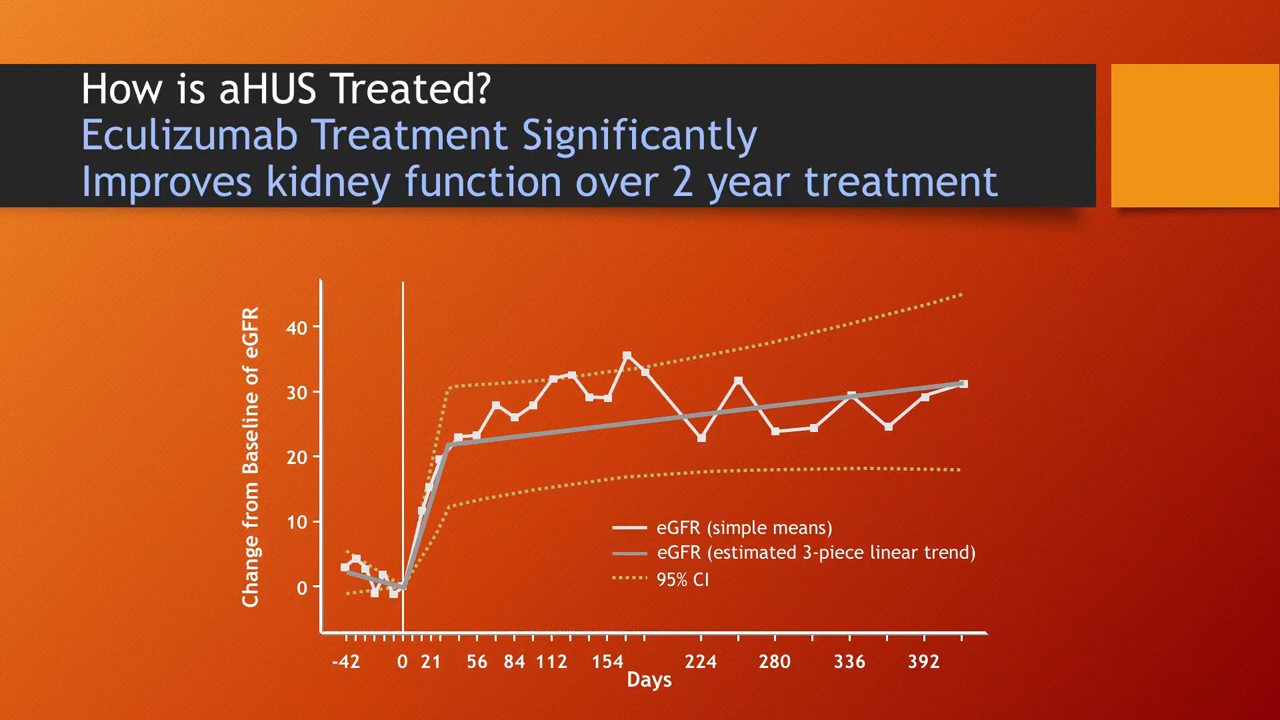 How is aHUS Treated?
Eculizumab Treatment Significantly
Improves kidney function over 2 year treatment
Change from Baseline of eGFR
40
30
20
10
0
eGFR (simple means)
eGFR (estimated 3-piece linear trend)
95% CI
-42 0 21 56 84 112 154 224 280 336 392
Days